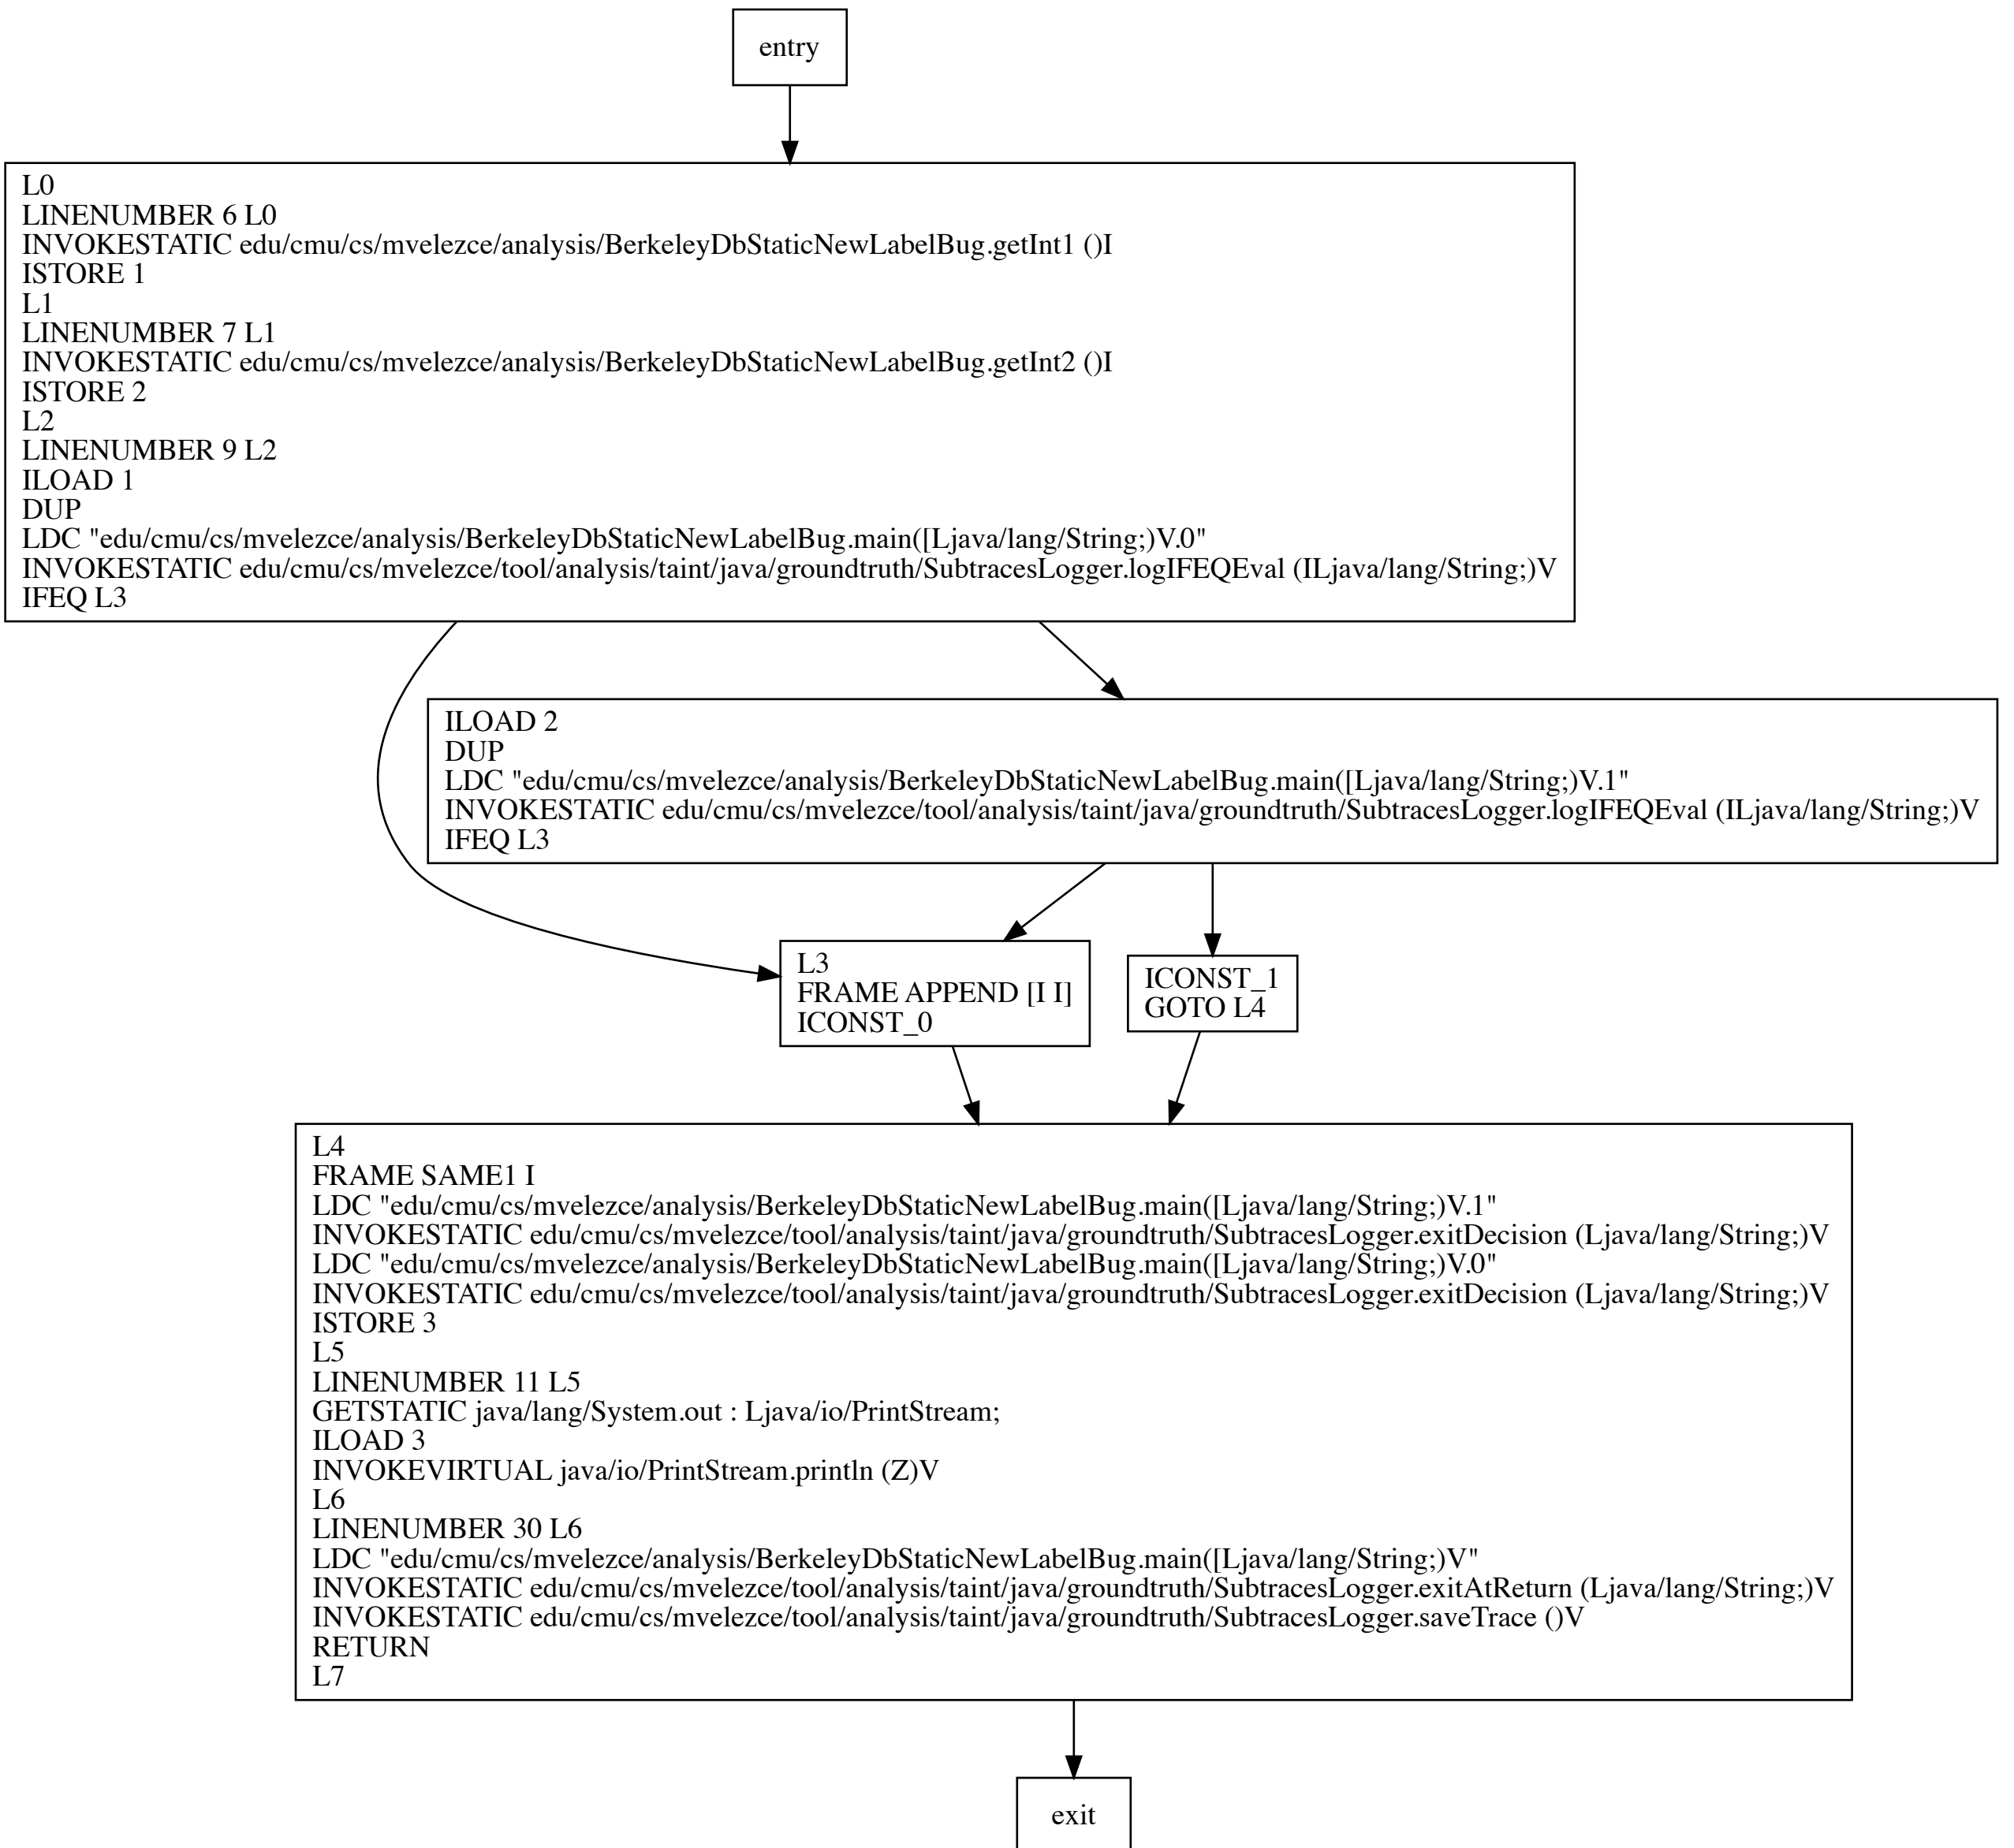 entry
L0
LINENUMBER 6 L0
INVOKESTATIC edu/cmu/cs/mvelezce/analysis/BerkeleyDbStaticNewLabelBug.getInt1 ()I
ISTORE 1
L1
LINENUMBER 7 L1
INVOKESTATIC edu/cmu/cs/mvelezce/analysis/BerkeleyDbStaticNewLabelBug.getInt2 ()I
ISTORE 2
L2
LINENUMBER 9 L2
ILOAD 1
DUP
LDC "edu/cmu/cs/mvelezce/analysis/BerkeleyDbStaticNewLabelBug.main([Ljava/lang/String;)V.0"
INVOKESTATIC edu/cmu/cs/mvelezce/tool/analysis/taint/java/groundtruth/SubtracesLogger.logIFEQEval (ILjava/lang/String;)V
IFEQ L3
ILOAD 2
DUP
LDC "edu/cmu/cs/mvelezce/analysis/BerkeleyDbStaticNewLabelBug.main([Ljava/lang/String;)V.1"
INVOKESTATIC edu/cmu/cs/mvelezce/tool/analysis/taint/java/groundtruth/SubtracesLogger.logIFEQEval (ILjava/lang/String;)V
IFEQ L3
L3
FRAME APPEND [I I]
ICONST_0
ICONST_1
GOTO L4
L4
FRAME SAME1 I
LDC "edu/cmu/cs/mvelezce/analysis/BerkeleyDbStaticNewLabelBug.main([Ljava/lang/String;)V.1"
INVOKESTATIC edu/cmu/cs/mvelezce/tool/analysis/taint/java/groundtruth/SubtracesLogger.exitDecision (Ljava/lang/String;)V
LDC "edu/cmu/cs/mvelezce/analysis/BerkeleyDbStaticNewLabelBug.main([Ljava/lang/String;)V.0"
INVOKESTATIC edu/cmu/cs/mvelezce/tool/analysis/taint/java/groundtruth/SubtracesLogger.exitDecision (Ljava/lang/String;)V
ISTORE 3
L5
LINENUMBER 11 L5
GETSTATIC java/lang/System.out : Ljava/io/PrintStream;
ILOAD 3
INVOKEVIRTUAL java/io/PrintStream.println (Z)V
L6
LINENUMBER 30 L6
LDC "edu/cmu/cs/mvelezce/analysis/BerkeleyDbStaticNewLabelBug.main([Ljava/lang/String;)V"
INVOKESTATIC edu/cmu/cs/mvelezce/tool/analysis/taint/java/groundtruth/SubtracesLogger.exitAtReturn (Ljava/lang/String;)V
INVOKESTATIC edu/cmu/cs/mvelezce/tool/analysis/taint/java/groundtruth/SubtracesLogger.saveTrace ()V
RETURN
L7
exit